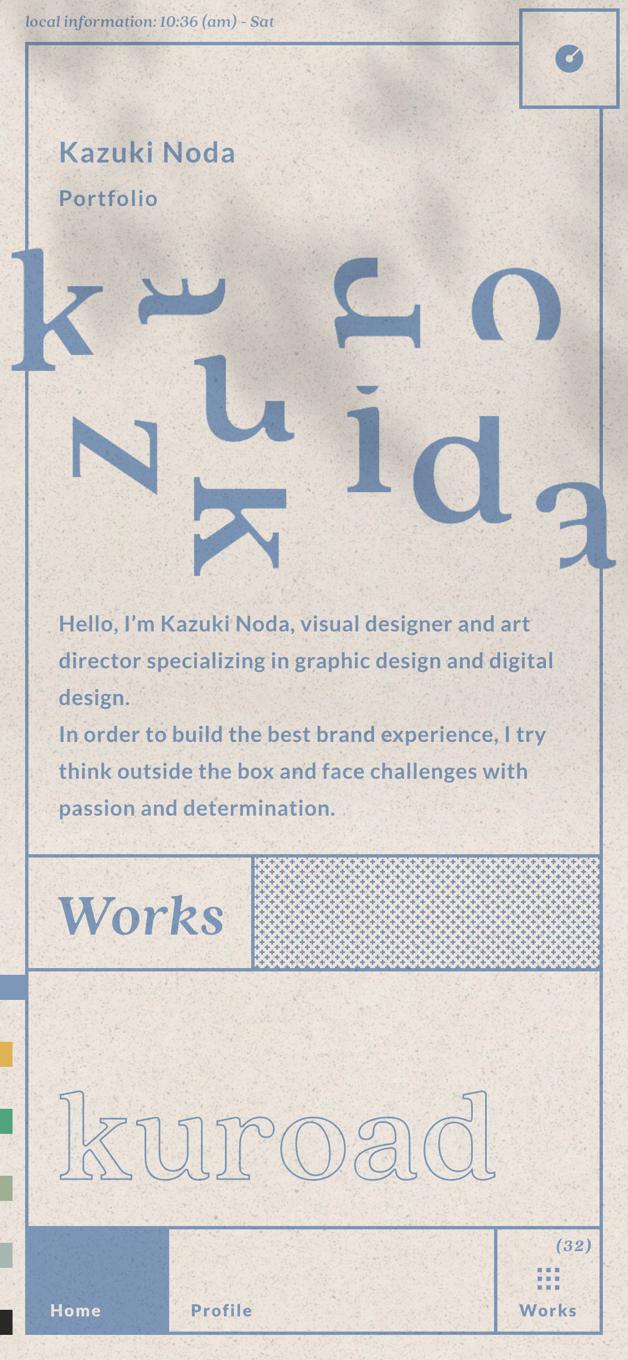 local information: 10:36 (am) - Sat
Kazuki Noda
Portfolio
k a u o
z u i d a
k
Hello, I’m Kazuki Noda, visual designer and art
director specializing in graphic design and digital
design.
In order to build the best brand experience, I try
think outside the box and face challenges with
passion and determination.
Works
kuroad
(32)
Home Profile Works